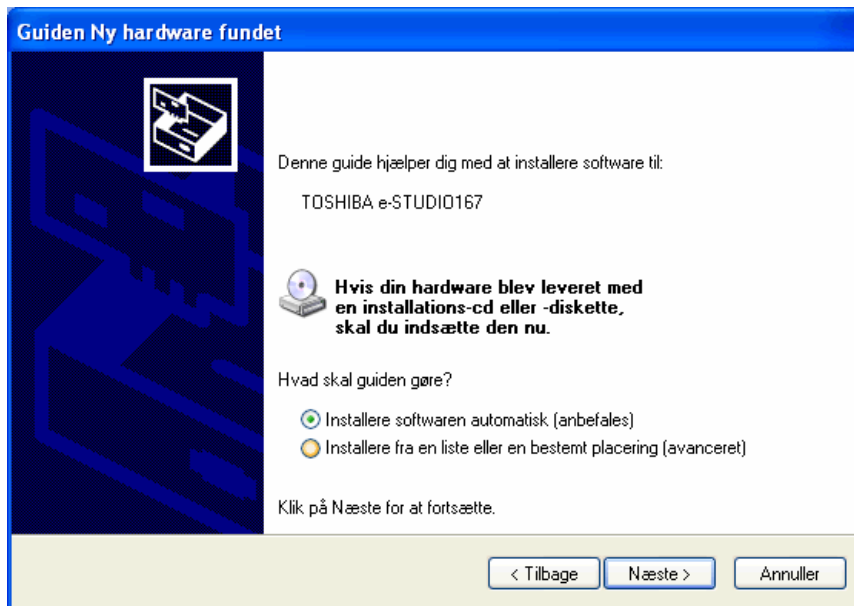 Guiden Ny hardware fundet
Denne guide hjælper dig med at installere software til:
TOSHIBA e-STUDIO167
Hvis din hardware blev leveret med
en installations-cd eller -diskette,
skal du indsætte den nu.
Hvad skal guiden gøre?
Installere softwaren automatisk (anbefales)
Installere fra en liste eller en bestemt placering (avanceret)
Klik på Næste for at fortsætte.
< Tilbage
Næste >
Annuller